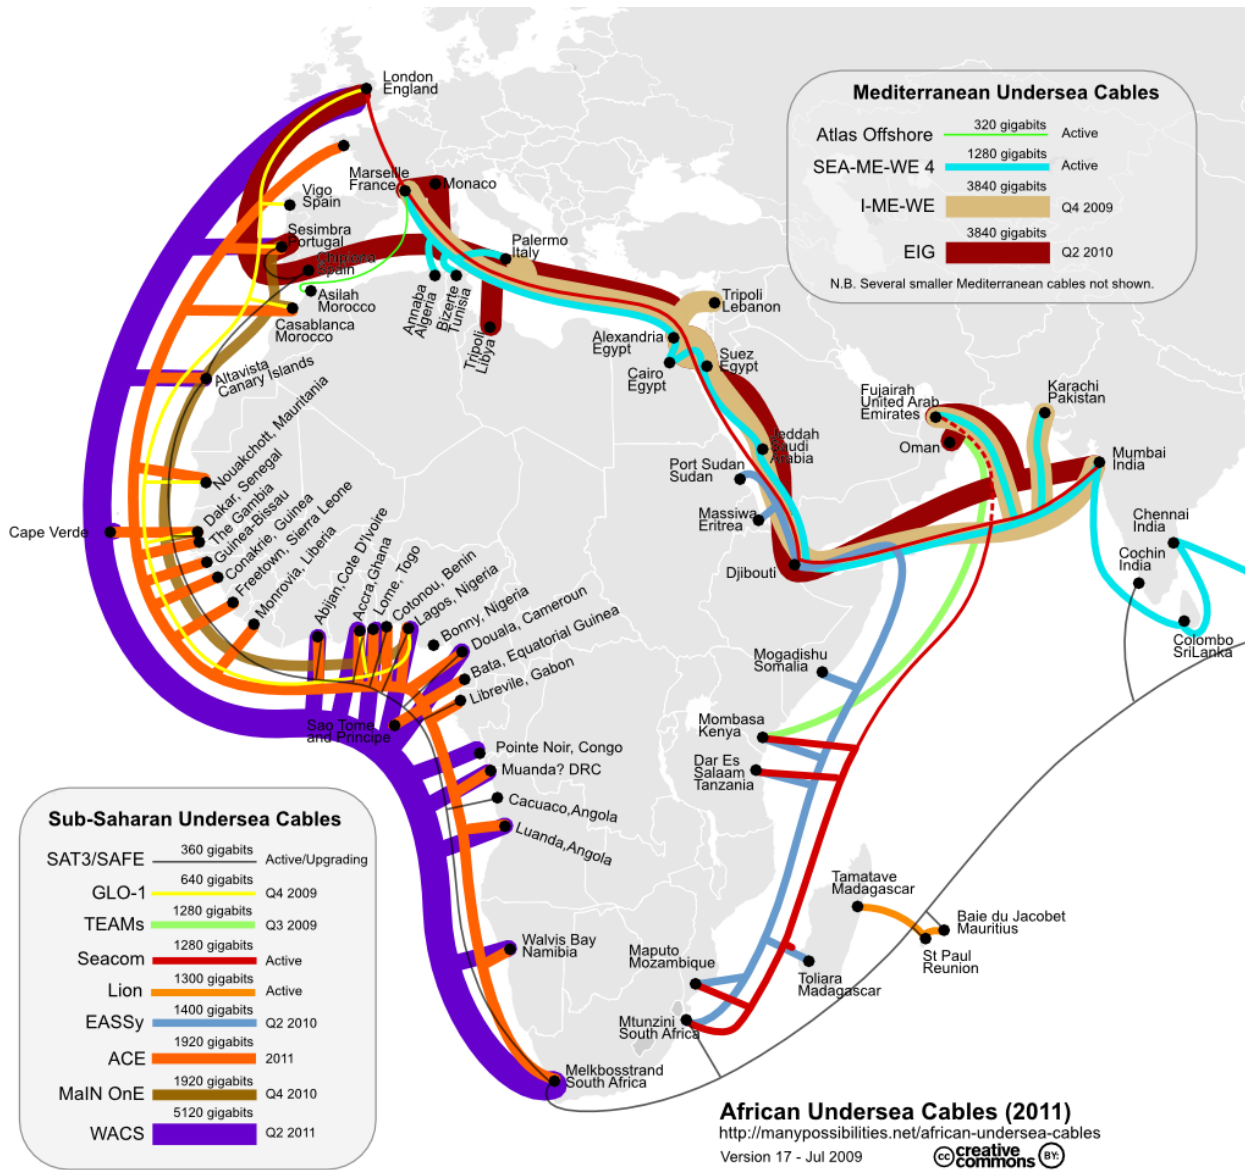 London
England
Marseille
France
Monaco
Vigo
Spain
Sesimbra
Portugal
Chipiona
Spain
Palermo
Italy
Asilah
Morocco
Casablanca
Morocco
Annaba
Algeria
Bizerte
Tunisia
Tripoli
Libya
Tripoli
Lebanon
Alexandria
Egypt
Cairo
Egypt
Suez
Egypt
Altavista
Canary Islands
Jeddah
Saudi
Arabia
Port Sudan
Sudan
Massiwa
Eritrea
Djibouti
Fujairah
United Arab
Emirates
Oman
Karachi
Pakistan
Mumbai
India
Chennai
India
Cochin
India
Colombo
SriLanka
Nouakchott, Mauritania
Dakar, Senegal
The Gambia
Guinea-Bissau
Conakrie, Guinea
Freetown, Sierra Leone
Monrovia, Liberia
Cape Verde
Abijan,Cote D'Ivoire
Accra,Ghana
Lome, Togo
Cotonou, Benin
Lagos, Nigeria
Bonny, Nigeria
Douala, Cameroun
Bata, Equatorial Guinea
Librevile, Gabon
Sao Tome
and Principe
Pointe Noir, Congo
Muanda? DRC
Cacuaco,Angola
Luanda,Angola
Walvis Bay
Namibia
Melkbosstrand
South Africa
Mogadishu
Somalia
Mombasa
Kenya
Dar Es
Salaam
Tanzania
Maputo
Mozambique
Mtunzini
South Africa
Toliara
Madagascar
Tamatave
Madagascar
Baie du Jacobet
Mauritius
St Paul
Reunion
Mediterranean Undersea Cables
Atlas Offshore 320 gigabits Active
SEA-ME-WE 4 1280 gigabits Active
I-ME-WE 3840 gigabits Q4 2009
EIG 3840 gigabits Q2 2010
N.B. Several smaller Mediterranean cables not shown.
Sub-Saharan Undersea Cables
SAT3/SAFE 360 gigabits Active/Upgrading
GLO-1 640 gigabits Q4 2009
TEAMs 1280 gigabits Q3 2009
Seacom 1280 gigabits Active
Lion 1300 gigabits Active
EASSy 1400 gigabits Q2 2010
ACE 1920 gigabits 2011
MaIN OnE 1920 gigabits Q4 2010
WACS 5120 gigabits Q2 2011
African Undersea Cables (2011)
http://manypossibilities.net/african-undersea-cables
Version 17 - Jul 2009
cc creative commons BY: